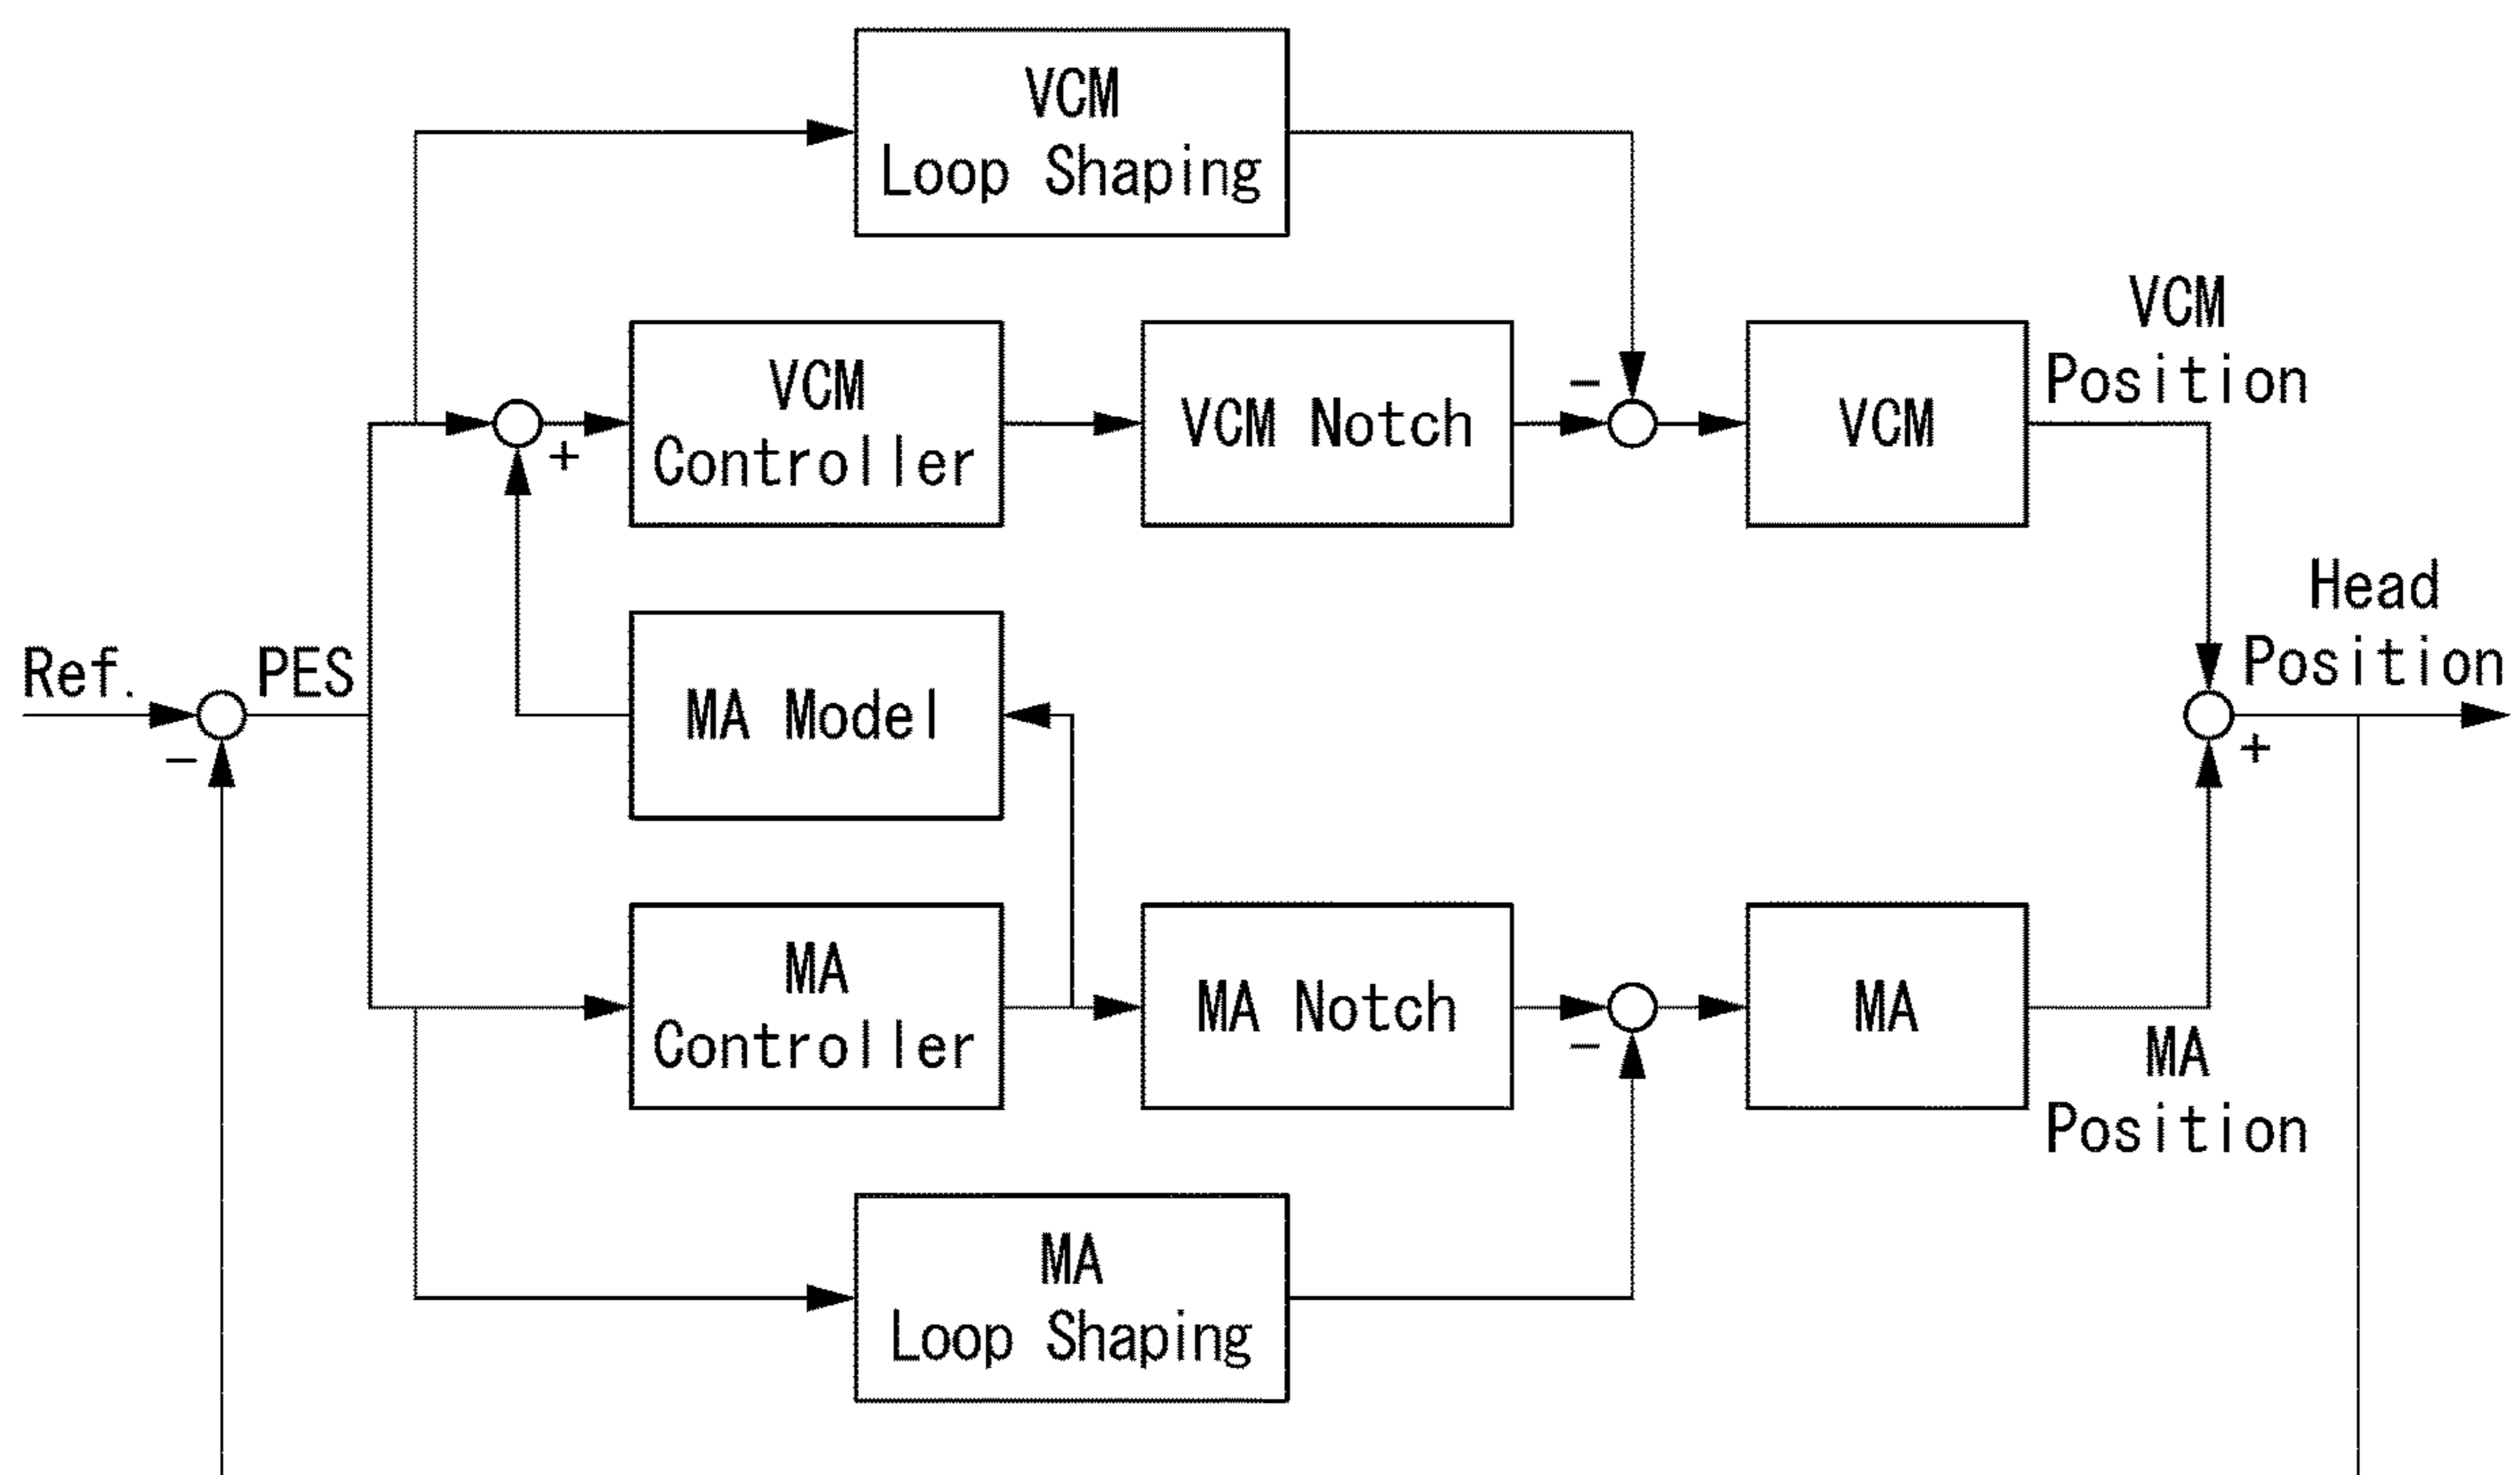 VCM
Loop Shaping
VCM
Controller
+
VCM Notch
-
VCM
VCM
Position
Ref.
-
PES
MA Model
Head
Position
+
MA
Controller
MA Notch
-
MA
MA
Position
MA
Loop Shaping